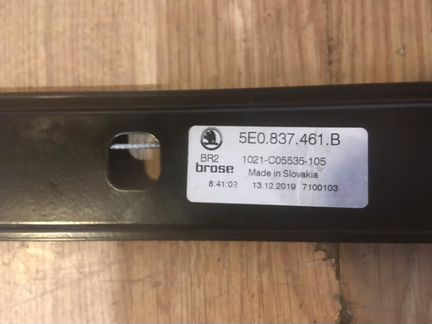 5E0.837.461.B
BR2 1021-C05535-105
brose Made in Slovakia
8:41:02 13.12.2019 7100103